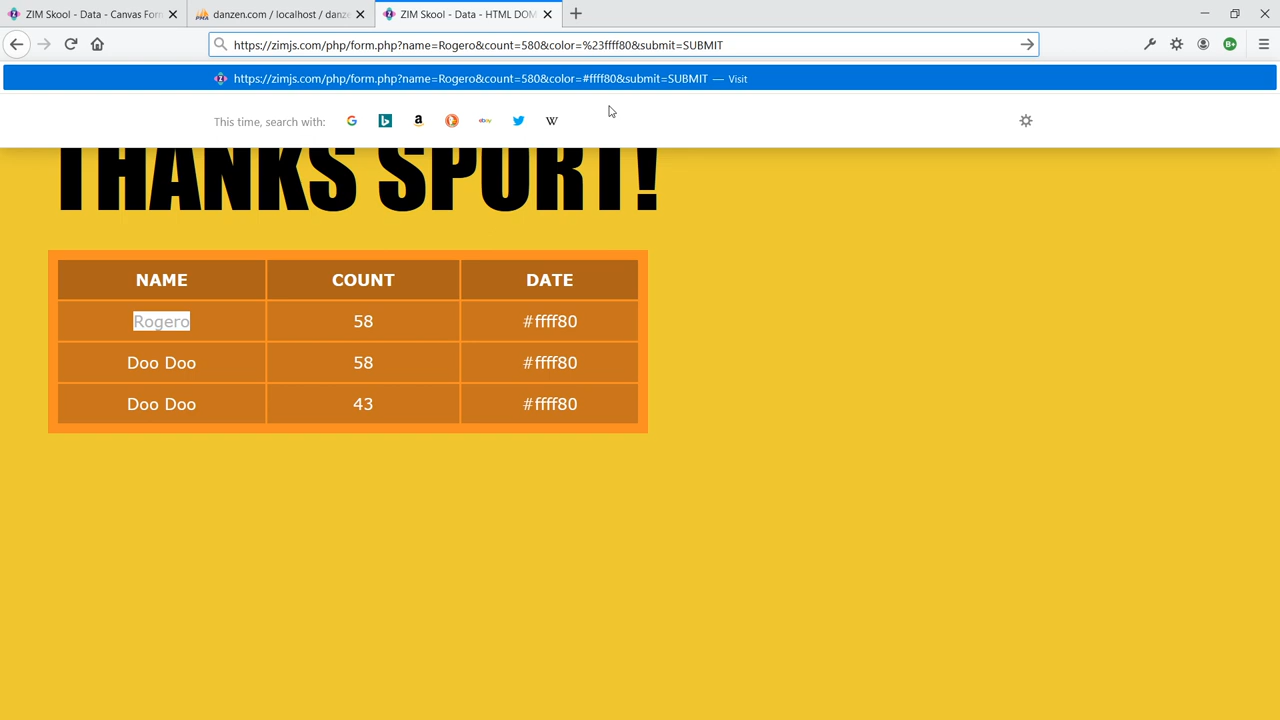 ZIM Skool - Data - Canvas Form
danzen.com / localhost / danze
ZIM Skool - Data - HTML DOM
https://zimjs.com/php/form.php?name=Rogero&count=580&color=%23ffff80&submit=SUBMIT
https://zimjs.com/php/form.php?name=Rogero&count=580&color=#ffff80&submit=SUBMIT — Visit
This time, search with:
THANKS SPORT!
NAME COUNT DATE
Rogero 58 #ffff80
Doo Doo 58 #ffff80
Doo Doo 43 #ffff80